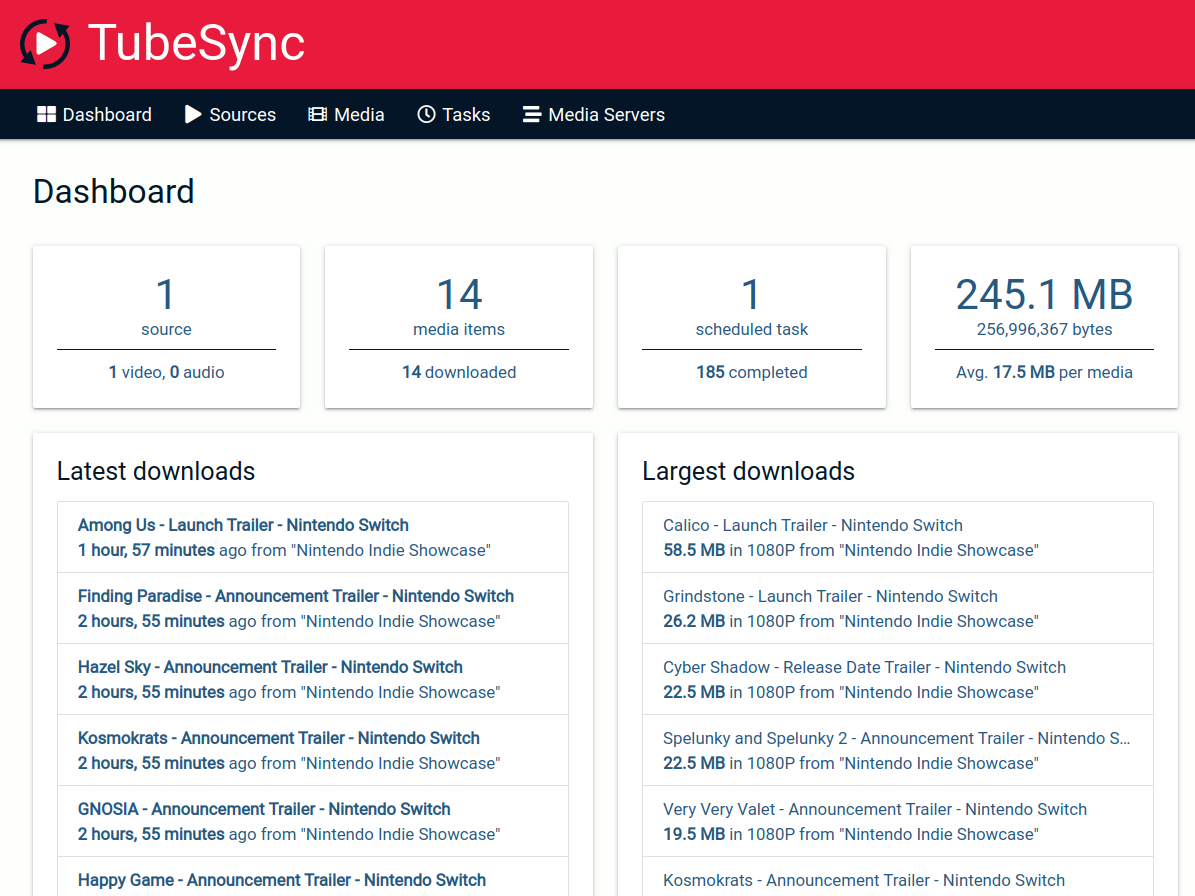 TubeSync
Dashboard Sources Media Tasks Media Servers
Dashboard
1
source
1 video, 0 audio
14
media items
14 downloaded
1
scheduled task
185 completed
245.1 MB
256,996,367 bytes
Avg. 17.5 MB per media
Latest downloads
Among Us - Launch Trailer - Nintendo Switch
1 hour, 57 minutes ago from "Nintendo Indie Showcase"
Finding Paradise - Announcement Trailer - Nintendo Switch
2 hours, 55 minutes ago from "Nintendo Indie Showcase"
Hazel Sky - Announcement Trailer - Nintendo Switch
2 hours, 55 minutes ago from "Nintendo Indie Showcase"
Kosmokrats - Announcement Trailer - Nintendo Switch
2 hours, 55 minutes ago from "Nintendo Indie Showcase"
GNOSIA - Announcement Trailer - Nintendo Switch
2 hours, 55 minutes ago from "Nintendo Indie Showcase"
Happy Game - Announcement Trailer - Nintendo Switch
Largest downloads
Calico - Launch Trailer - Nintendo Switch
58.5 MB in 1080P from "Nintendo Indie Showcase"
Grindstone - Launch Trailer - Nintendo Switch
26.2 MB in 1080P from "Nintendo Indie Showcase"
Cyber Shadow - Release Date Trailer - Nintendo Switch
22.5 MB in 1080P from "Nintendo Indie Showcase"
Spelunky and Spelunky 2 - Announcement Trailer - Nintendo S...
22.5 MB in 1080P from "Nintendo Indie Showcase"
Very Very Valet - Announcement Trailer - Nintendo Switch
19.5 MB in 1080P from "Nintendo Indie Showcase"
Kosmokrats - Announcement Trailer - Nintendo Switch